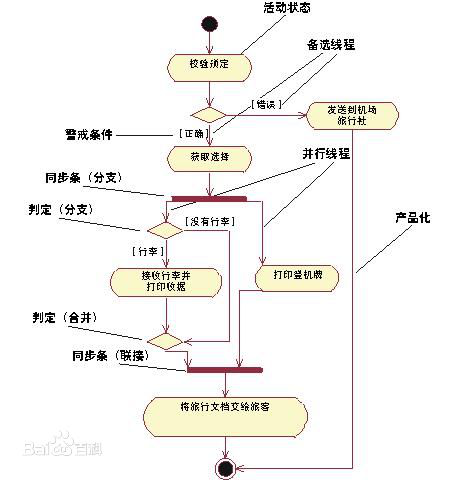 活动状态
校验预定
备选线程
[错误]
发送到机场
旅行社
警戒条件
[正确]
获取选择
并行线程
同步条（分支）
判定（分支）
[没有行李]
产品化
[行李]
接收行李并
打印收据
打印登机牌
判定（合并）
同步条（联接）
将旅行文档交给旅客
Bai百科